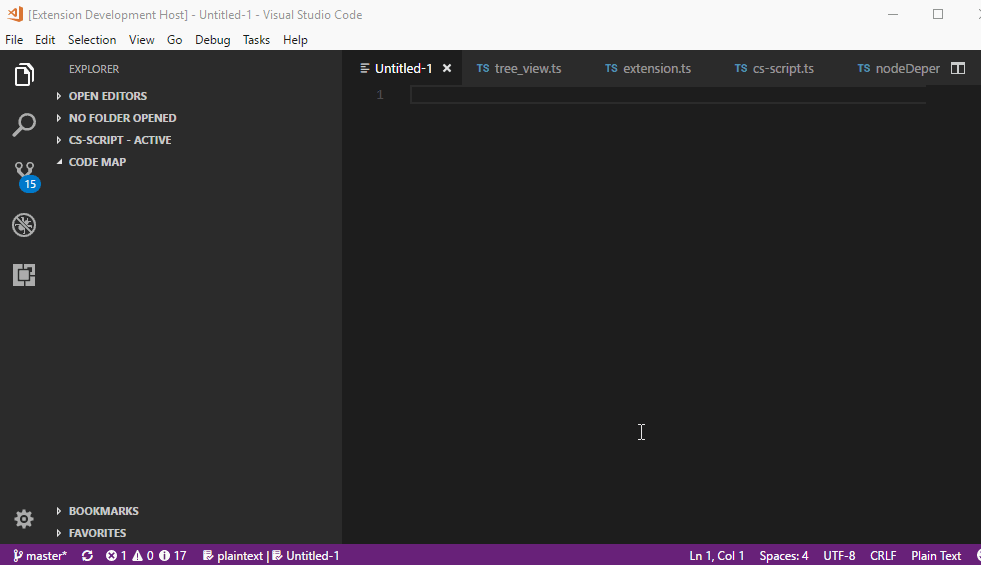 [Extension Development Host] - Untitled-1 - Visual Studio Code
File Edit Selection View Go Debug Tasks Help
EXPLORER
OPEN EDITORS
NO FOLDER OPENED
CS-SCRIPT - ACTIVE
CODE MAP
15
BOOKMARKS
FAVORITES
Untitled-1 TS tree_view.ts TS extension.ts TS cs-script.ts TS nodeDeper
1
master* 1 0 17 plaintext | Untitled-1 Ln 1, Col 1 Spaces: 4 UTF-8 CRLF Plain Text